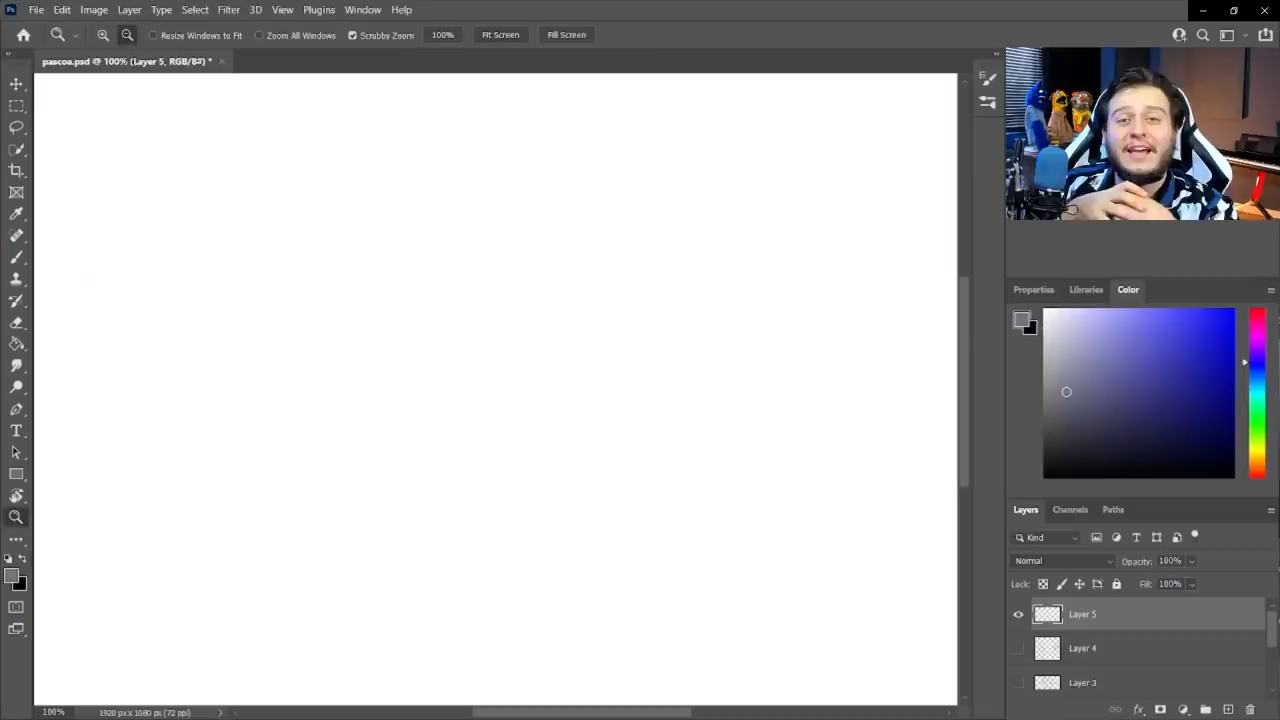 Ps File Edit Image Layer Type Select Filter 3D View Plugins Window Help
Resize Windows to Fit Zoom All Windows Scrubby Zoom 100% Fit Screen Fill Screen
pascoa.psd @ 100% (Layer 5, RGB/8#) *
Properties Libraries Color
Layers Channels Paths
Kind
Normal Opacity: 100%
Lock: Fill: 100%
Layer 5
Layer 4
Layer 3
100% 1920 px x 1080 px (72 ppi)